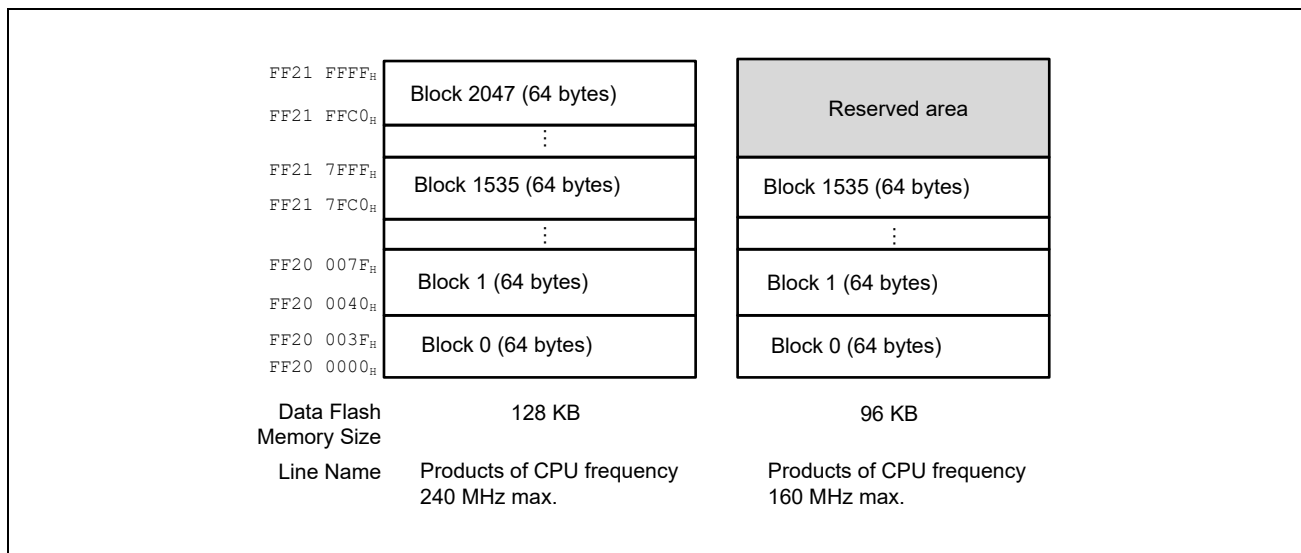 FF21 FFFFH
Block 2047 (64 bytes)
FF21 FFC0H
⋮
Reserved area
FF21 7FFFH
Block 1535 (64 bytes)
Block 1535 (64 bytes)
FF21 7FC0H
⋮
⋮
FF20 007FH
Block 1 (64 bytes)
Block 1 (64 bytes)
FF20 0040H
FF20 003FH
Block 0 (64 bytes)
Block 0 (64 bytes)
FF20 0000H
Data Flash
Memory Size
128 KB
96 KB
Line Name
Products of CPU frequency
240 MHz max.
Products of CPU frequency
160 MHz max.